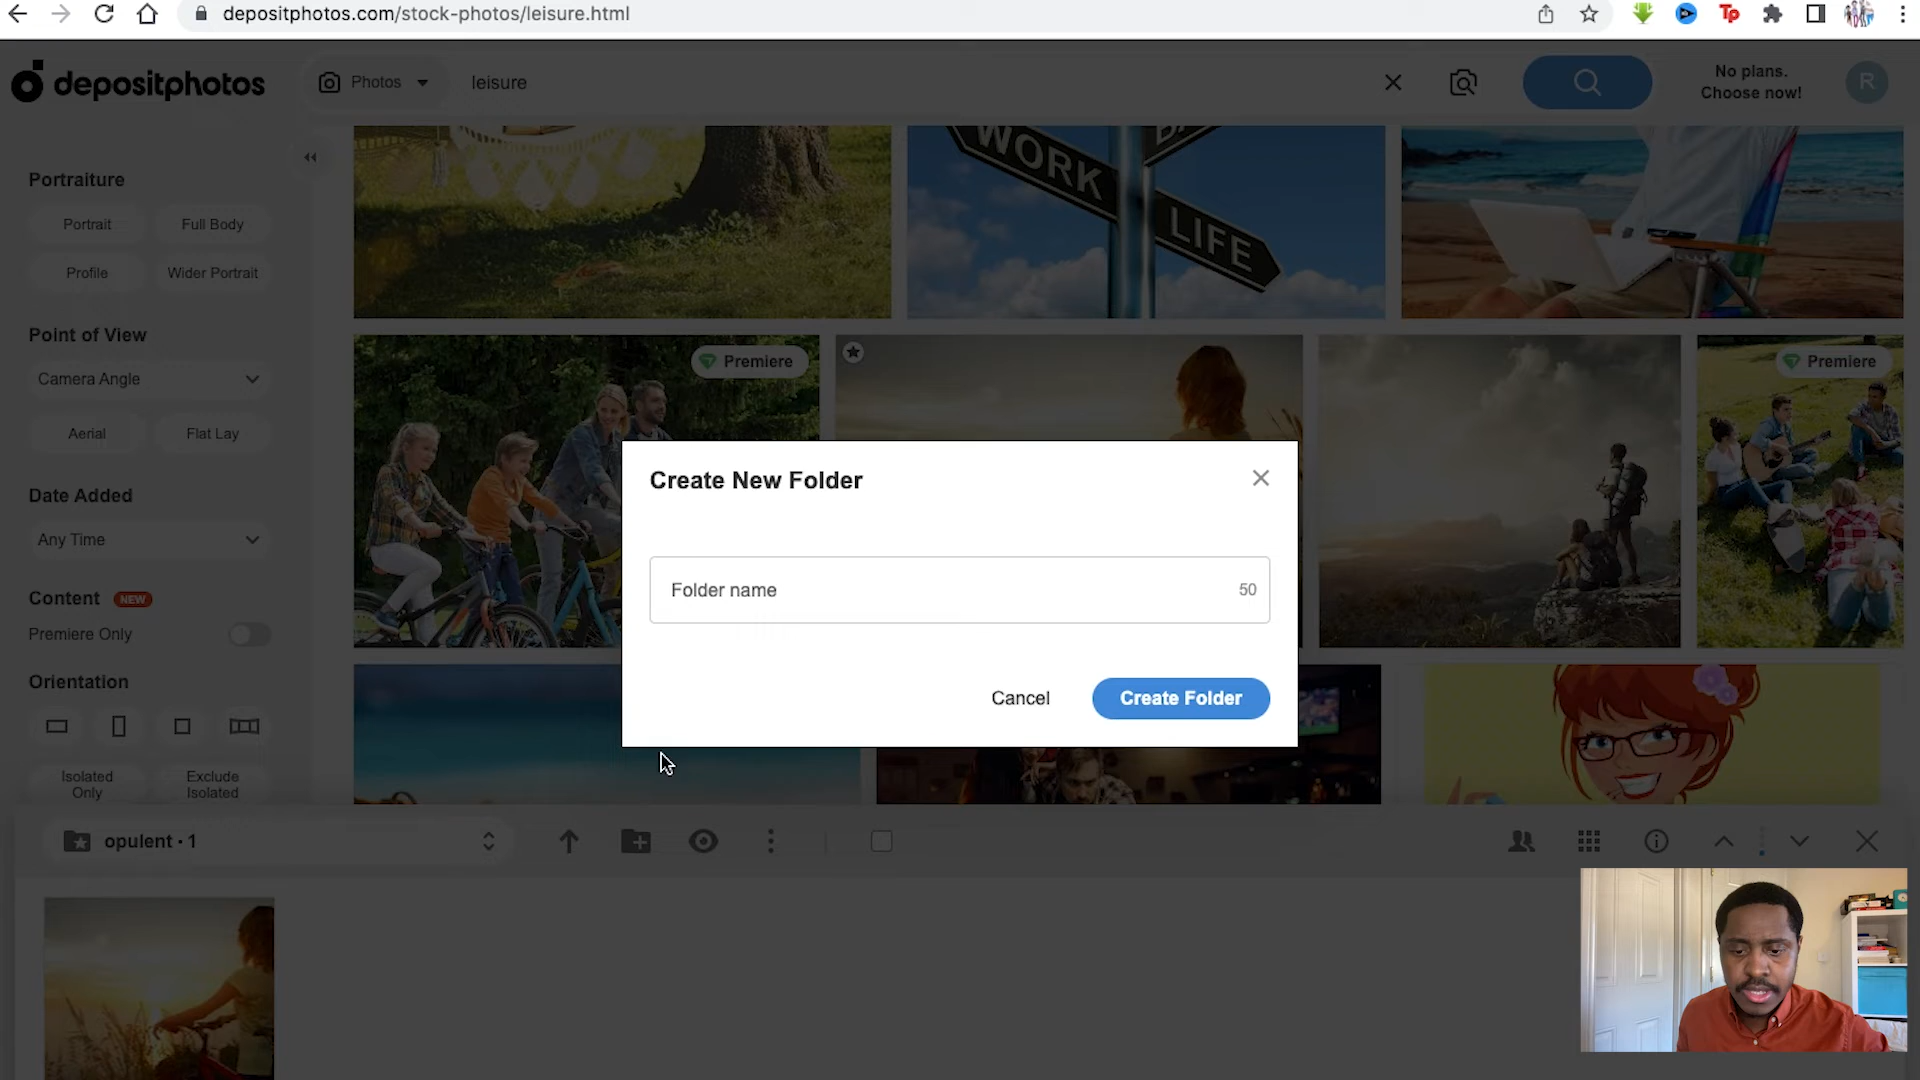 depositphotos.com/stock-photos/leisure.html
Tp
depositphotos
Photos
leisure
No plans.
Choose now!
R
Portraiture
Portrait
Full Body
Profile
Wider Portrait
Point of View
Camera Angle
Aerial
Flat Lay
Date Added
Any Time
Content NEW
Premiere Only
Orientation
Isolated
Only
Exclude
Isolated
WORK
LIFE
Premiere
Premiere
Create New Folder
Folder name
50
Cancel
Create Folder
opulent · 1